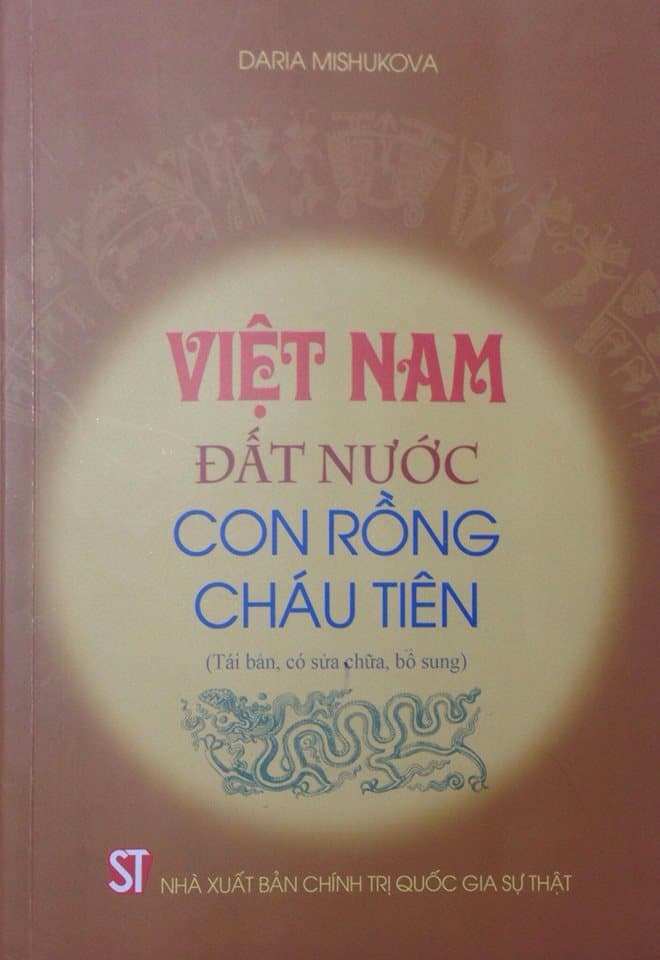 DARIA MISHUKOVA
VIỆT NAM
ĐẤT NƯỚC
CON RỒNG
CHÁU TIÊN
(Tái bản, có sửa chữa, bổ sung)
ST
NHÀ XUẤT BẢN CHÍNH TRỊ QUỐC GIA SỰ THẬT